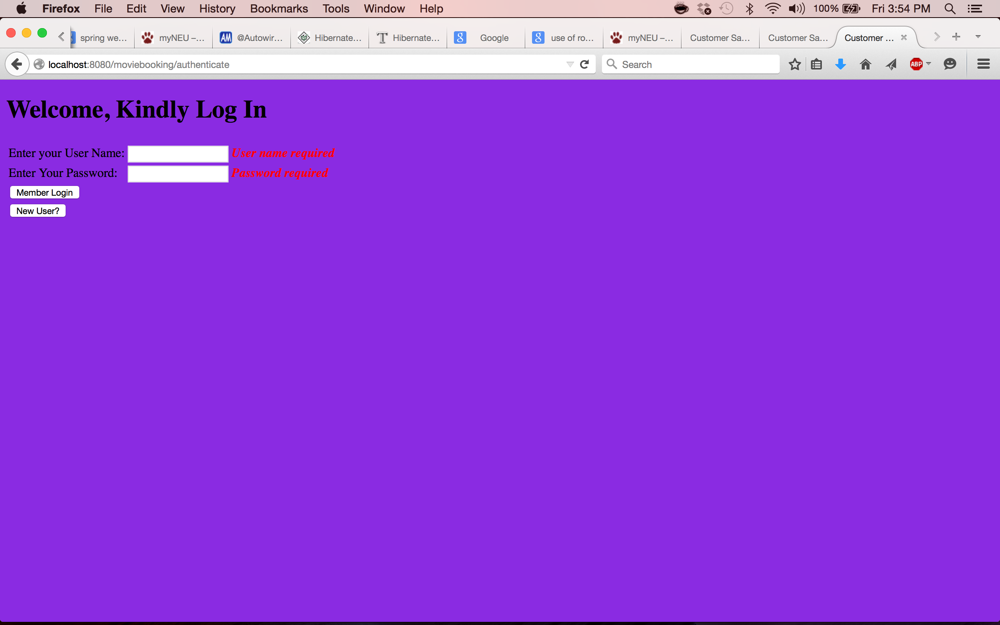 Firefox File Edit View History Bookmarks Tools Window Help 100% Fri 3:54 PM
spring we... myNEU –... AM @Autowir... Hibernate... T Hibernate... g Google g use of ro... myNEU –... Customer Sa... Customer Sa... Customer ...
localhost:8080/moviebooking/authenticate Search ABP
Welcome, Kindly Log In
Enter your User Name: User name required
Enter Your Password: Password required
Member Login
New User?